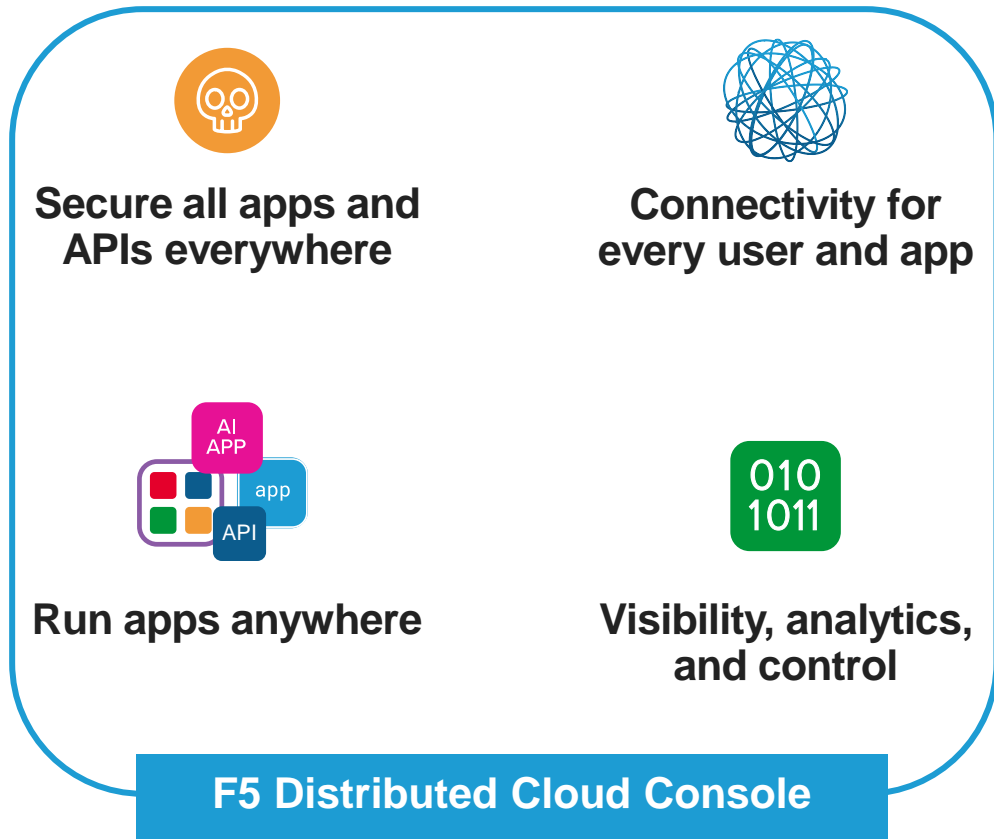 Secure all apps and
APIs everywhere
Connectivity for
every user and app
AI
APP
app
API
Run apps anywhere
010
1011
Visibility, analytics,
and control
F5 Distributed Cloud Console